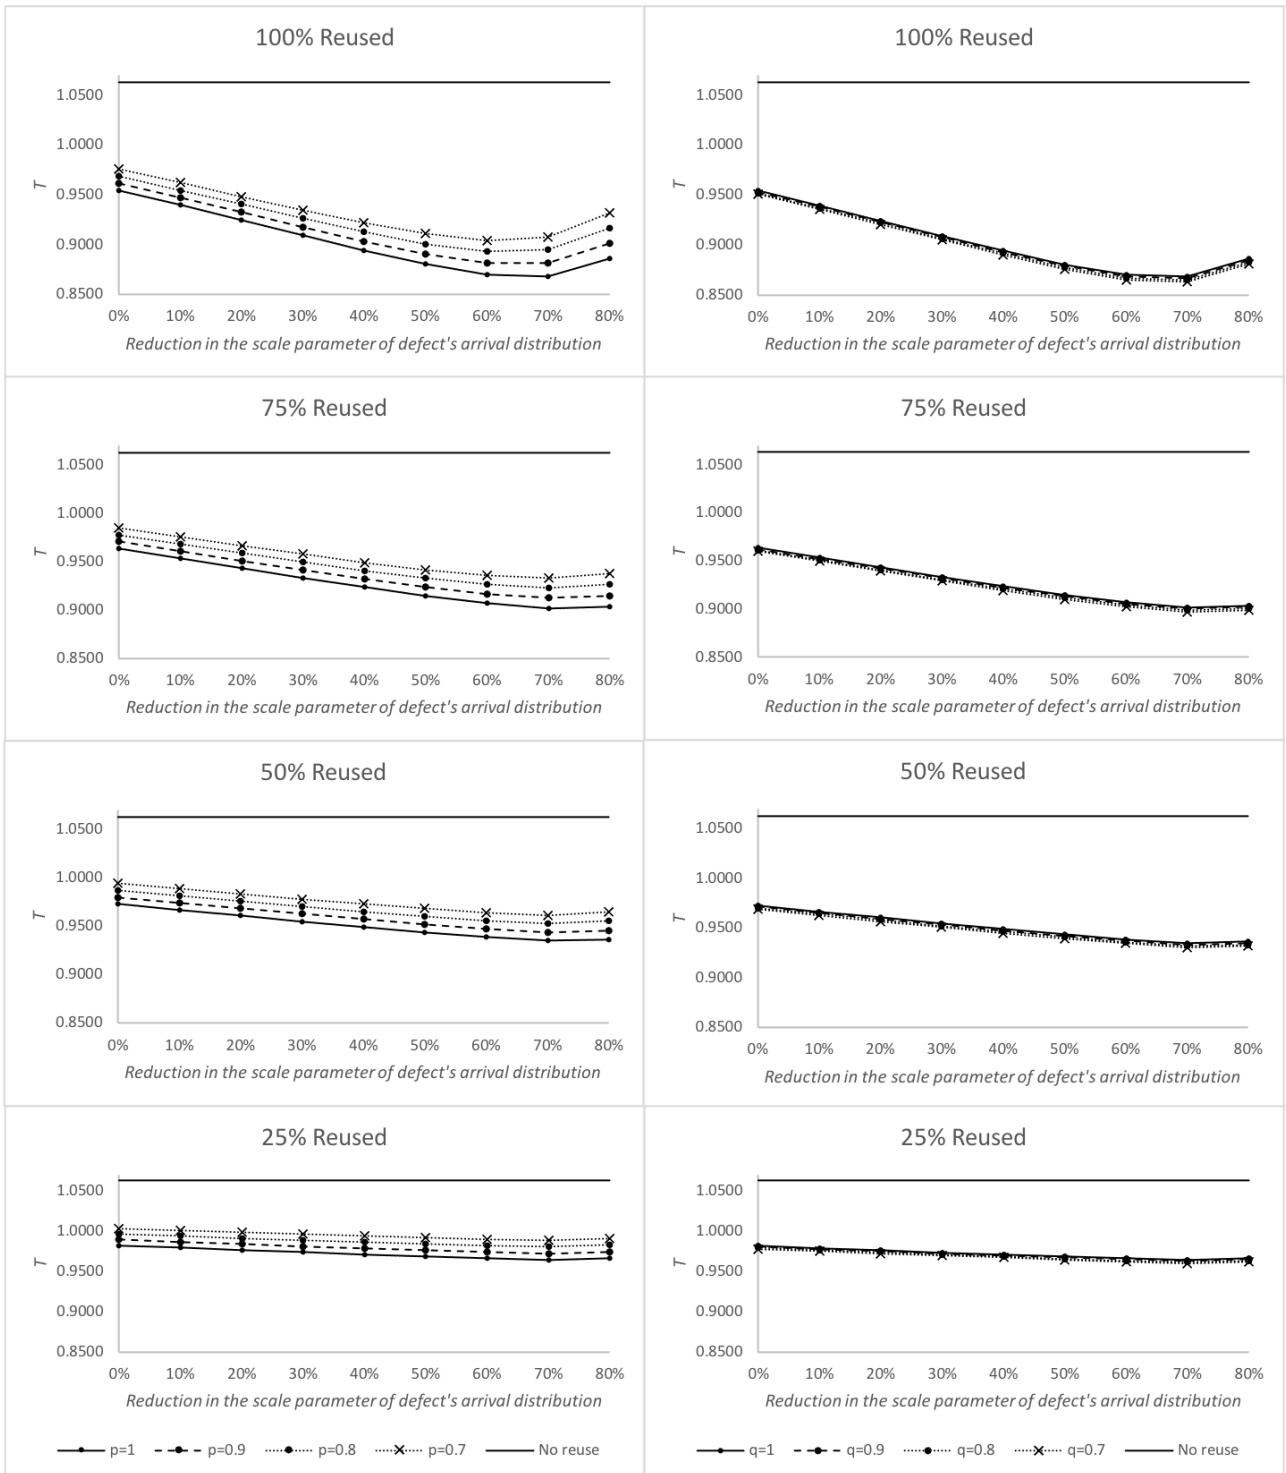 100% Reused
1.0500
1.0000
0.9500
0.9000
0.8500
T
0% 10% 20% 30% 40% 50% 60% 70% 80%
Reduction in the scale parameter of defect's arrival distribution
100% Reused
1.0500
1.0000
0.9500
0.9000
0.8500
T
0% 10% 20% 30% 40% 50% 60% 70% 80%
Reduction in the scale parameter of defect's arrival distribution
75% Reused
1.0500
1.0000
0.9500
0.9000
0.8500
T
0% 10% 20% 30% 40% 50% 60% 70% 80%
Reduction in the scale parameter of defect's arrival distribution
75% Reused
1.0500
1.0000
0.9500
0.9000
0.8500
T
0% 10% 20% 30% 40% 50% 60% 70% 80%
Reduction in the scale parameter of defect's arrival distribution
50% Reused
1.0500
1.0000
0.9500
0.9000
0.8500
T
0% 10% 20% 30% 40% 50% 60% 70% 80%
Reduction in the scale parameter of defect's arrival distribution
50% Reused
1.0500
1.0000
0.9500
0.9000
0.8500
T
0% 10% 20% 30% 40% 50% 60% 70% 80%
Reduction in the scale parameter of defect's arrival distribution
25% Reused
1.0500
1.0000
0.9500
0.9000
0.8500
T
0% 10% 20% 30% 40% 50% 60% 70% 80%
Reduction in the scale parameter of defect's arrival distribution
p=1 p=0.9 p=0.8 p=0.7 No reuse
25% Reused
1.0500
1.0000
0.9500
0.9000
0.8500
T
0% 10% 20% 30% 40% 50% 60% 70% 80%
Reduction in the scale parameter of defect's arrival distribution
q=1 q=0.9 q=0.8 q=0.7 No reuse